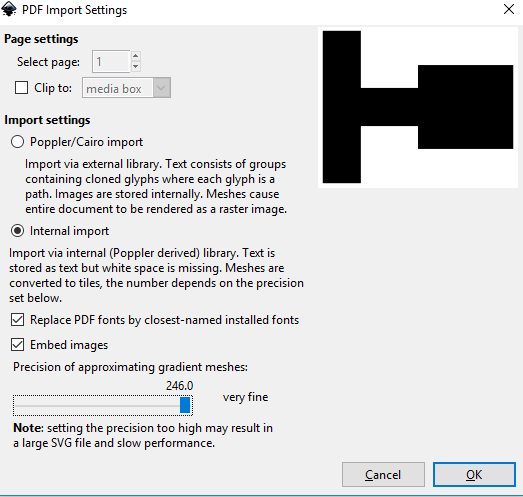 PDF Import Settings
Page settings
Select page: 1
Clip to: media box
Import settings
Poppler/Cairo import
Import via external library. Text consists of groups
containing cloned glyphs where each glyph is a
path. Images are stored internally. Meshes cause
entire document to be rendered as a raster image.
Internal import
Import via internal (Poppler derived) library. Text is
stored as text but white space is missing. Meshes are
converted to tiles, the number depends on the precision
set below.
Replace PDF fonts by closest-named installed fonts
Embed images
Precision of approximating gradient meshes:
246.0
very fine
Note: setting the precision too high may result in
a large SVG file and slow performance.
Cancel OK